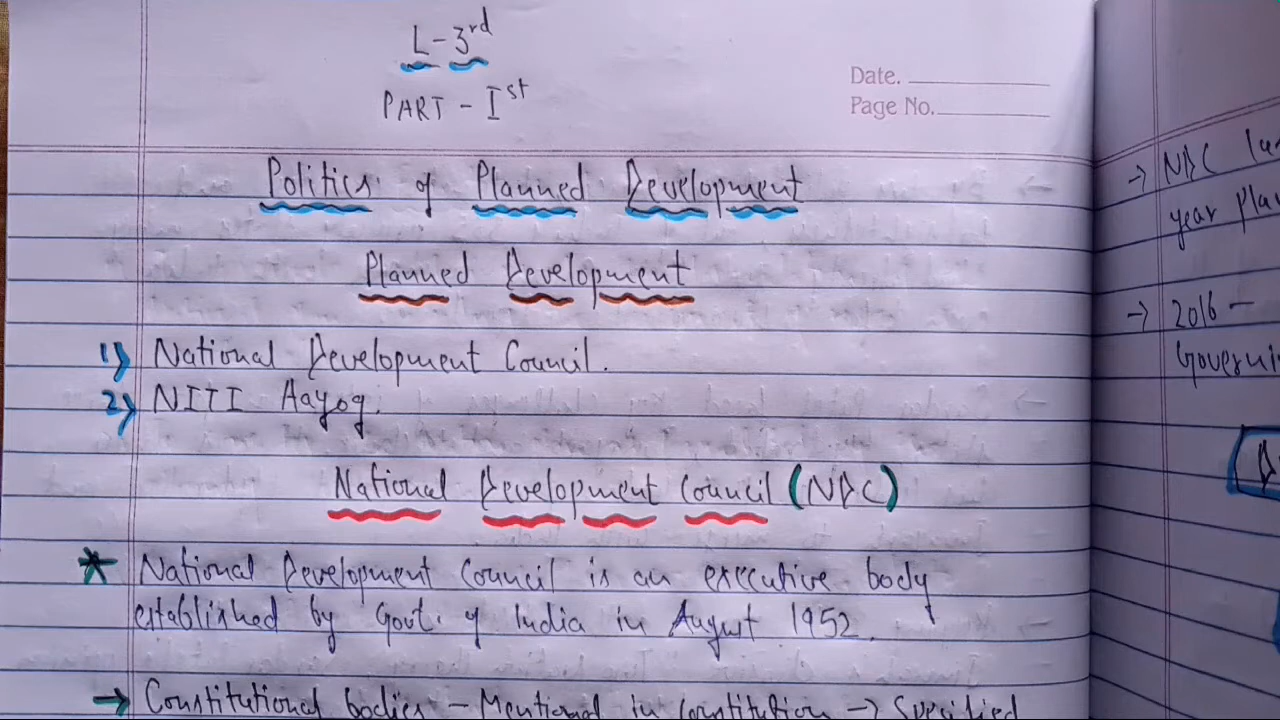 L-3rd
PART - Ist
Date.
Page No.
Politics of Planned Development
Planned Development
1) National Development Council.
2) NITI Aayog.
National Development Council (NDC)
* National Development Council is an executive body
established by Govt. of India in August 1952.
→ Constitutional bodies - Mentioned in constitution → Specified
→ NDC
year
→ 2016 -